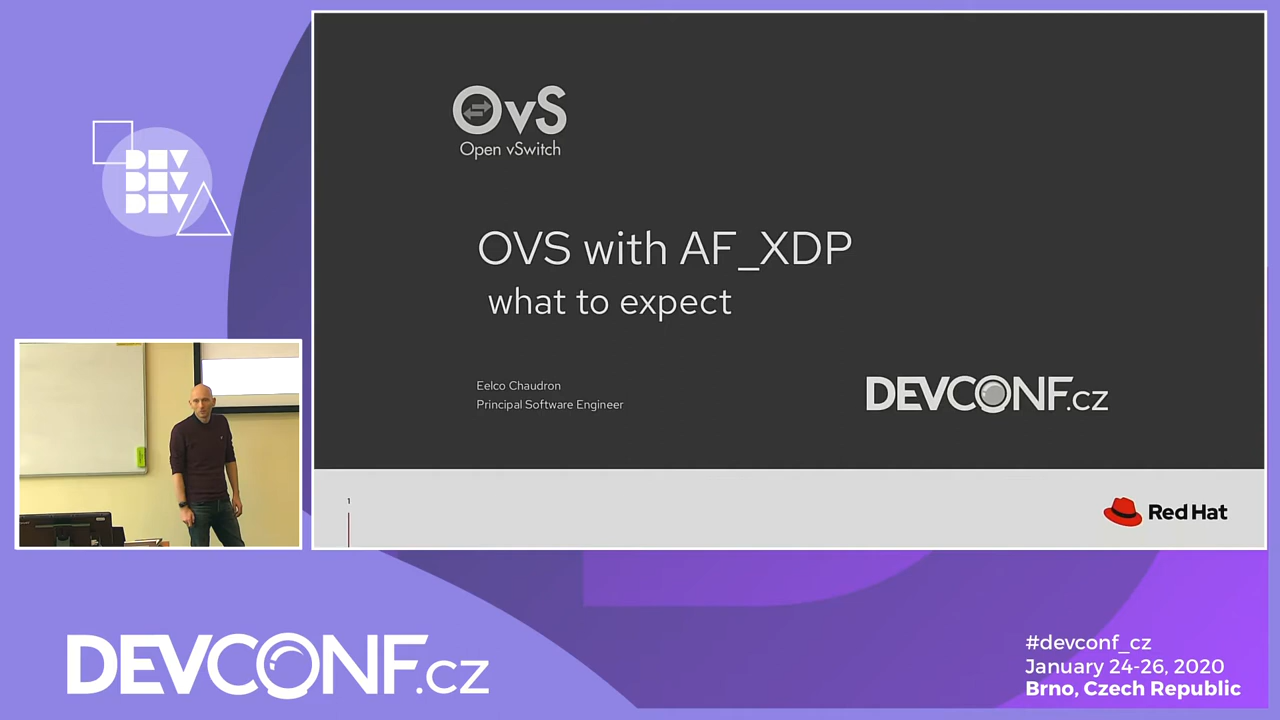 DEV
DEV
DEV
OvS
Open vSwitch
OVS with AF_XDP
what to expect
Eelco Chaudron
Principal Software Engineer
DEVCONF.cz
1
Red Hat
DEVCONF.cz
#devconf_cz
January 24-26, 2020
Brno, Czech Republic